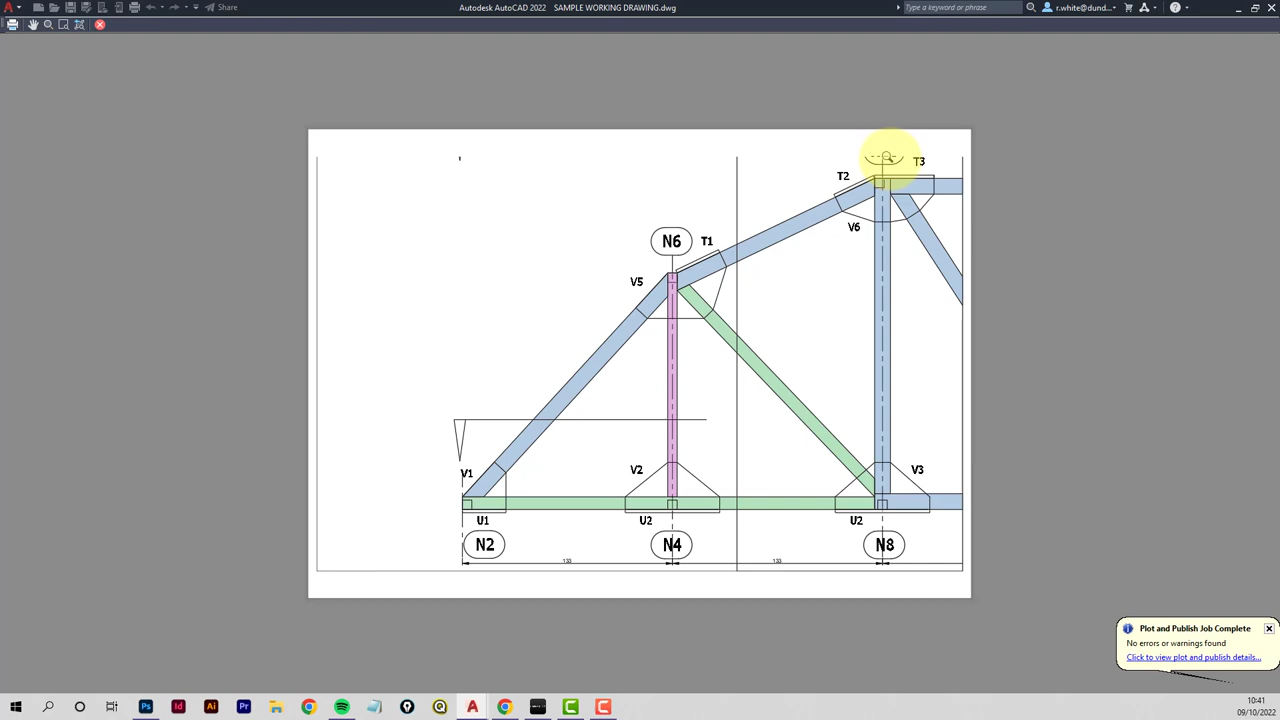 Autodesk AutoCAD 2022 SAMPLE WORKING DRAWING.dwg
Share
Type a keyword or phrase
r.white@dund...
T3
T2
V6
N6
T1
V5
V1
V2
V3
U1
U2
U2
N2
N4
N8
133
133
Plot and Publish Job Complete
No errors or warnings found
Click to view plot and publish details...
10:41
09/10/2022